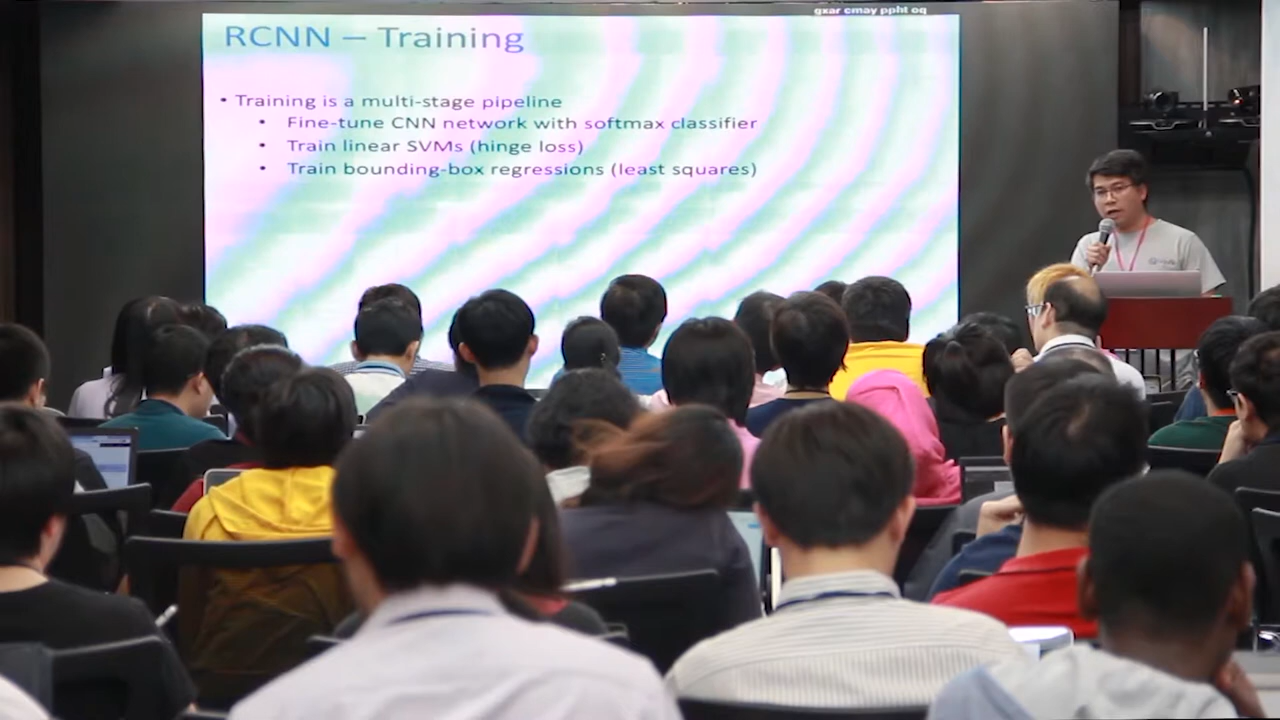 gxar cmay ppht oq
RCNN – Training
• Training is a multi-stage pipeline
• Fine-tune CNN network with softmax classifier
• Train linear SVMs (hinge loss)
• Train bounding-box regressions (least squares)